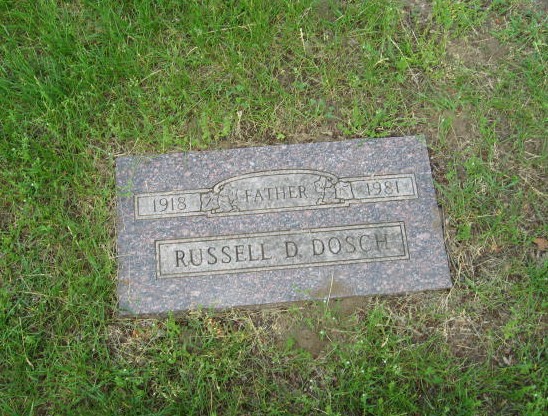 1918 FATHER 1981
RUSSELL D. DOSCH